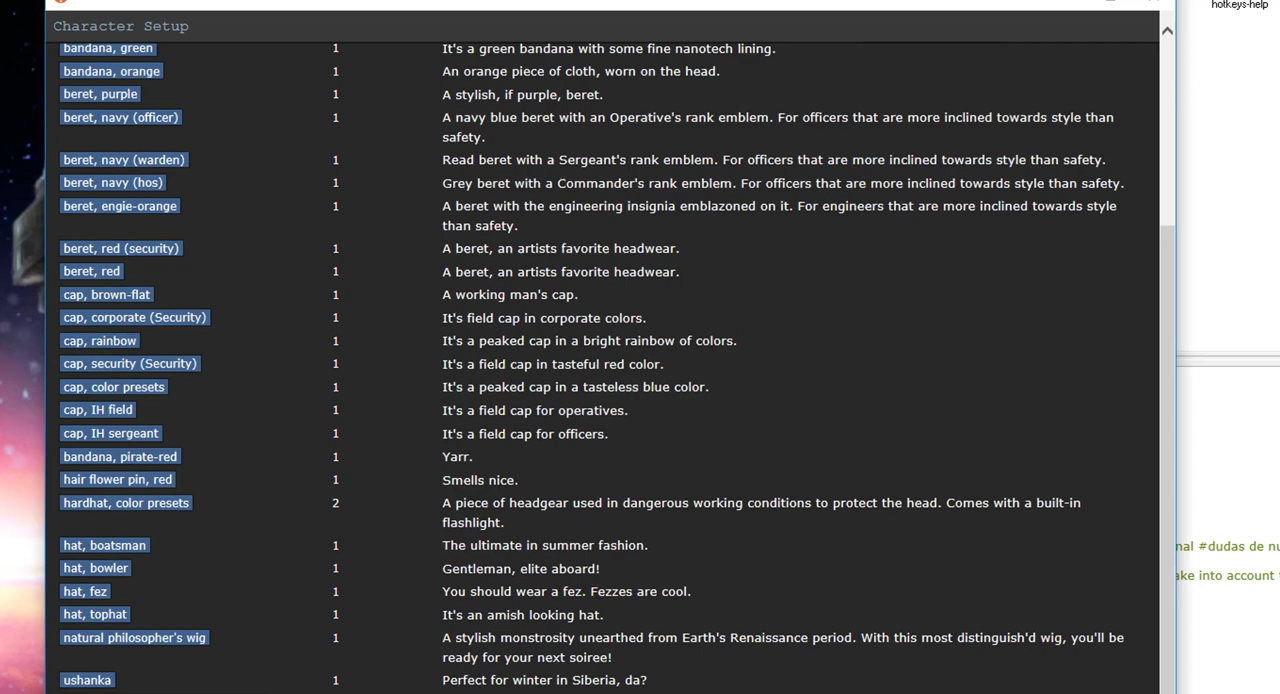 hotkeys-help
Character Setup
bandana, green 1 It's a green bandana with some fine nanotech lining.
bandana, orange 1 An orange piece of cloth, worn on the head.
beret, purple 1 A stylish, if purple, beret.
beret, navy (officer) 1 A navy blue beret with an Operative's rank emblem. For officers that are more inclined towards style than
safety.
beret, navy (warden) 1 Read beret with a Sergeant's rank emblem. For officers that are more inclined towards style than safety.
beret, navy (hos) 1 Grey beret with a Commander's rank emblem. For officers that are more inclined towards style than safety.
beret, engie-orange 1 A beret with the engineering insignia emblazoned on it. For engineers that are more inclined towards style
than safety.
beret, red (security) 1 A beret, an artists favorite headwear.
beret, red 1 A beret, an artists favorite headwear.
cap, brown-flat 1 A working man's cap.
cap, corporate (Security) 1 It's field cap in corporate colors.
cap, rainbow 1 It's a peaked cap in a bright rainbow of colors.
cap, security (Security) 1 It's a field cap in tasteful red color.
cap, color presets 1 It's a peaked cap in a tasteless blue color.
cap, IH field 1 It's a field cap for operatives.
cap, IH sergeant 1 It's a field cap for officers.
bandana, pirate-red 1 Yarr.
hair flower pin, red 1 Smells nice.
hardhat, color presets 2 A piece of headgear used in dangerous working conditions to protect the head. Comes with a built-in
flashlight.
hat, boatsman 1 The ultimate in summer fashion.
hat, bowler 1 Gentleman, elite aboard!
hat, fez 1 You should wear a fez. Fezzes are cool.
hat, tophat 1 It's an amish looking hat.
natural philosopher's wig 1 A stylish monstrosity unearthed from Earth's Renaissance period. With this most distinguish'd wig, you'll be
ready for your next soiree!
ushanka 1 Perfect for winter in Siberia, da?
nal #dudas de nu
ake into account